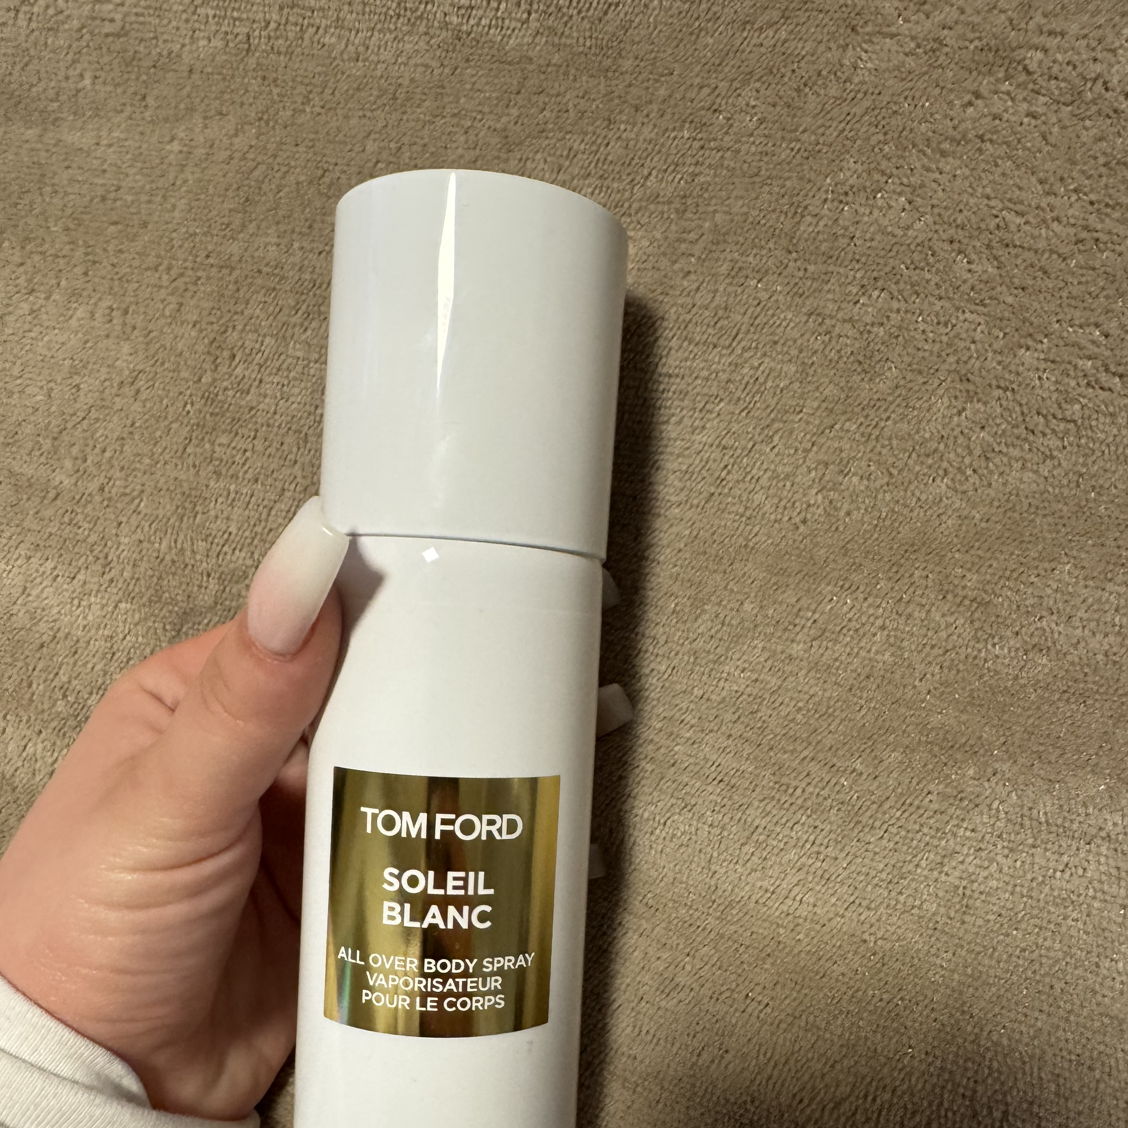 TOM FORD
SOLEIL
BLANC
ALL OVER BODY SPRAY
VAPORISATEUR
POUR LE CORPS